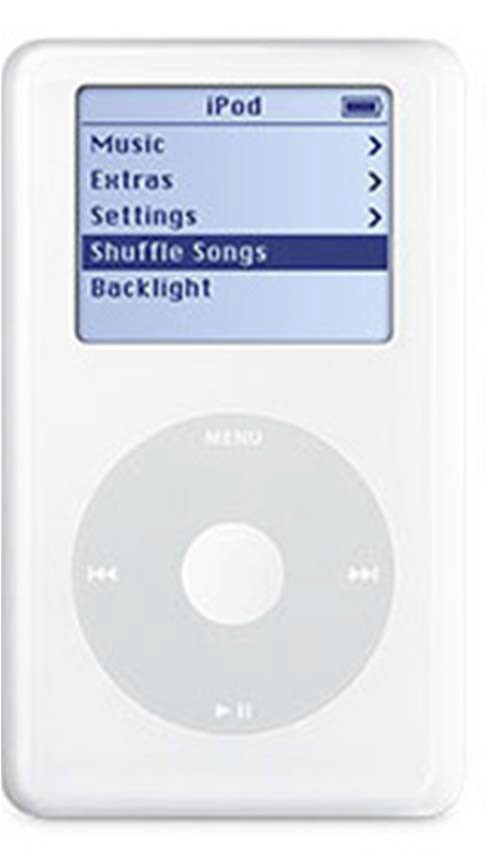 iPod
Music
Extras
Settings
Shuffle Songs
Backlight
MENU